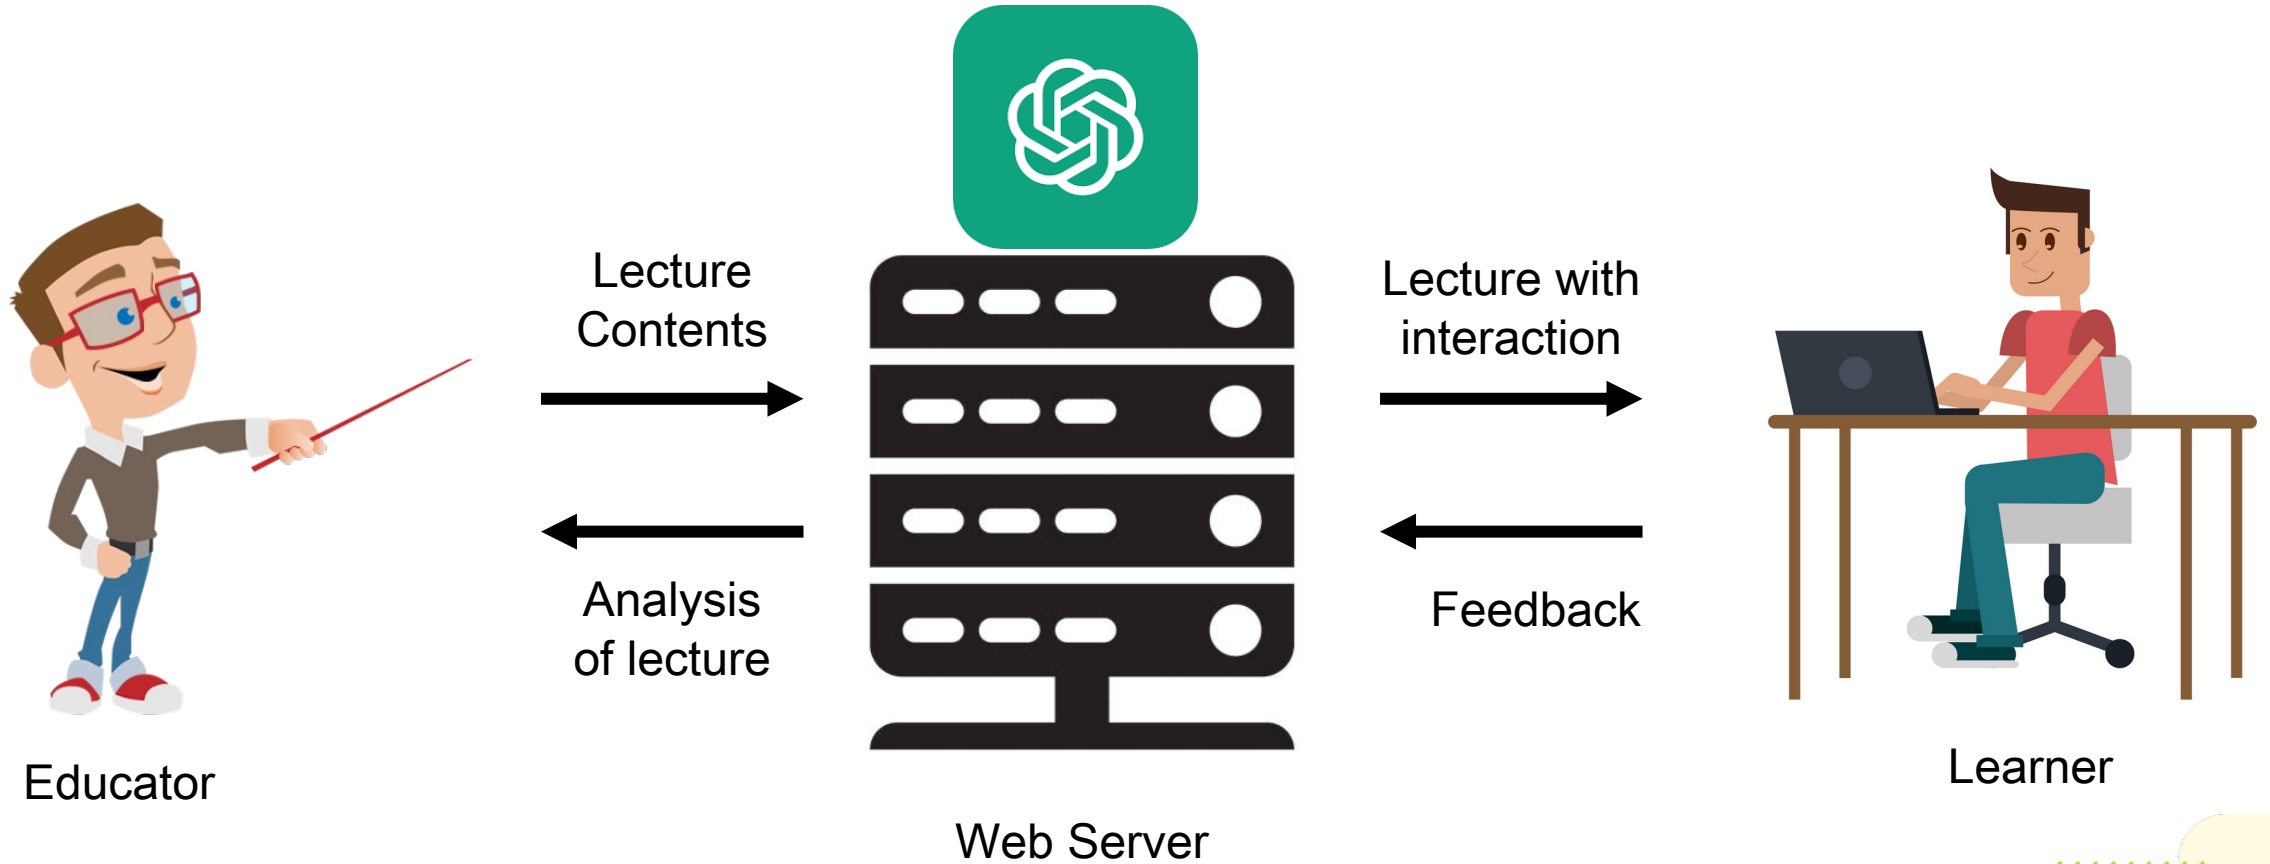 Lecture
Contents
Lecture with
interaction
Analysis
of lecture
Feedback
Educator
Learner
Web Server